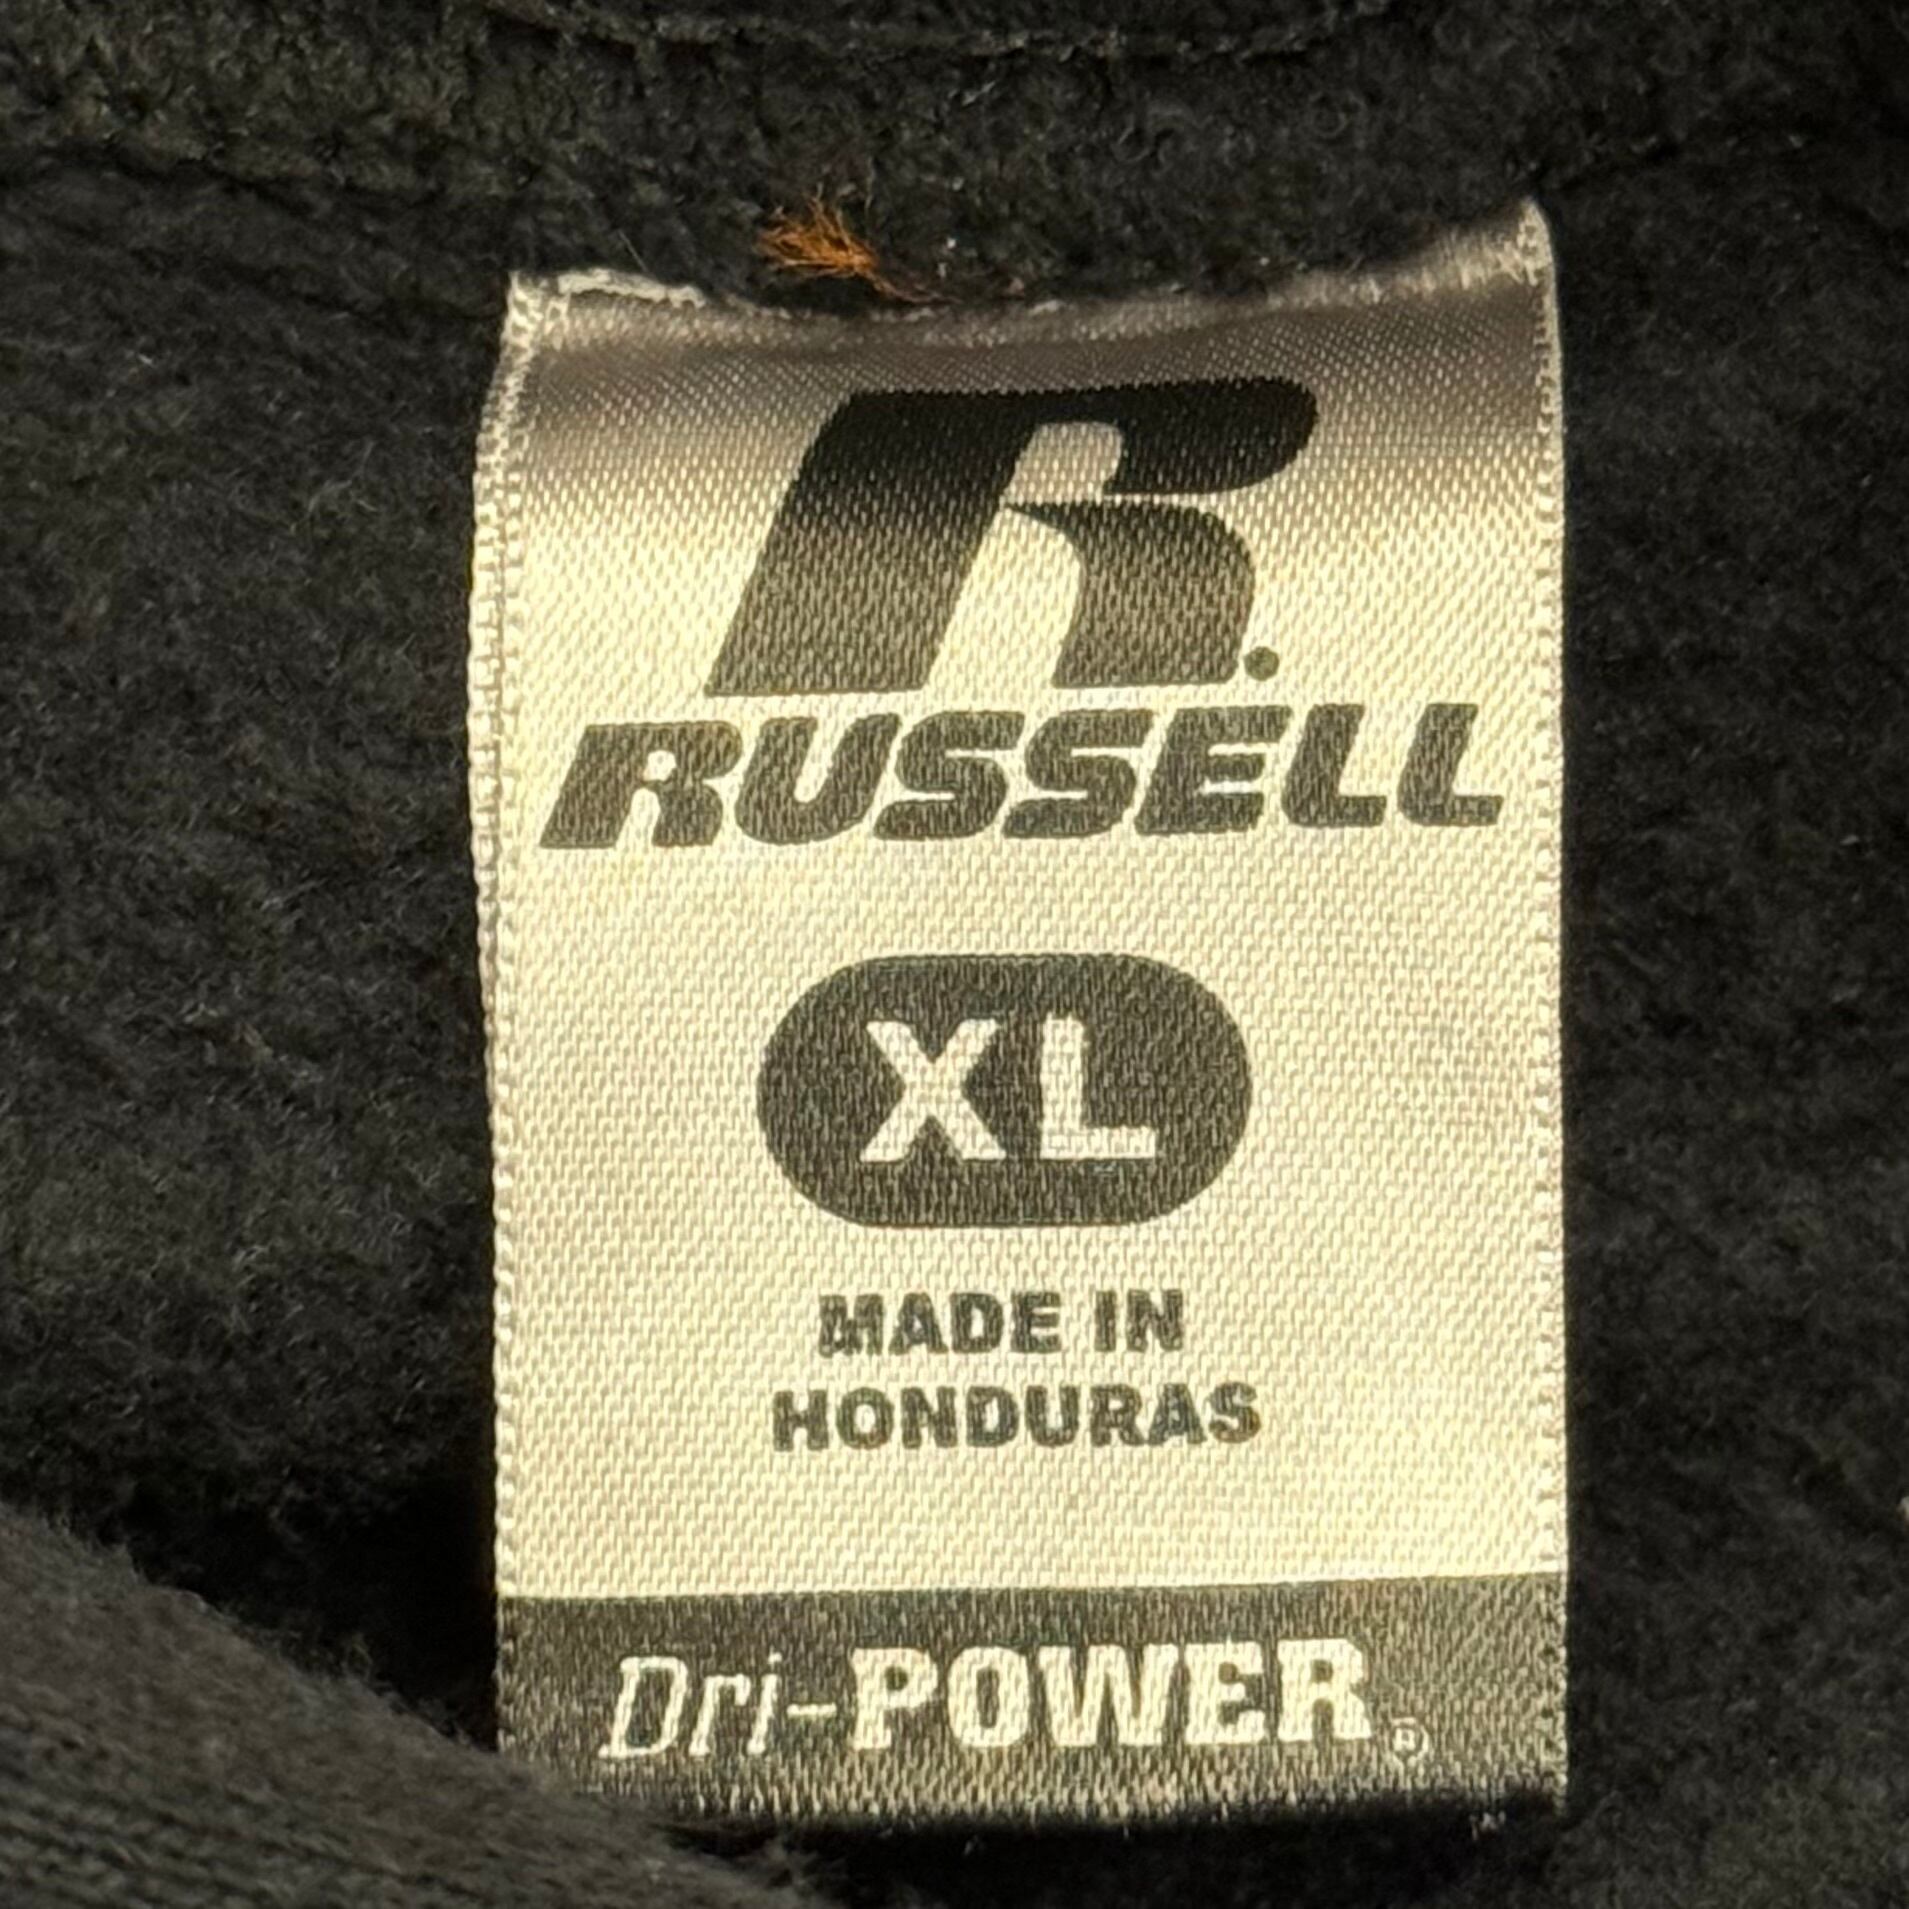 R.
RUSSELL
XL
MADE IN
HONDURAS
Dri-POWER®